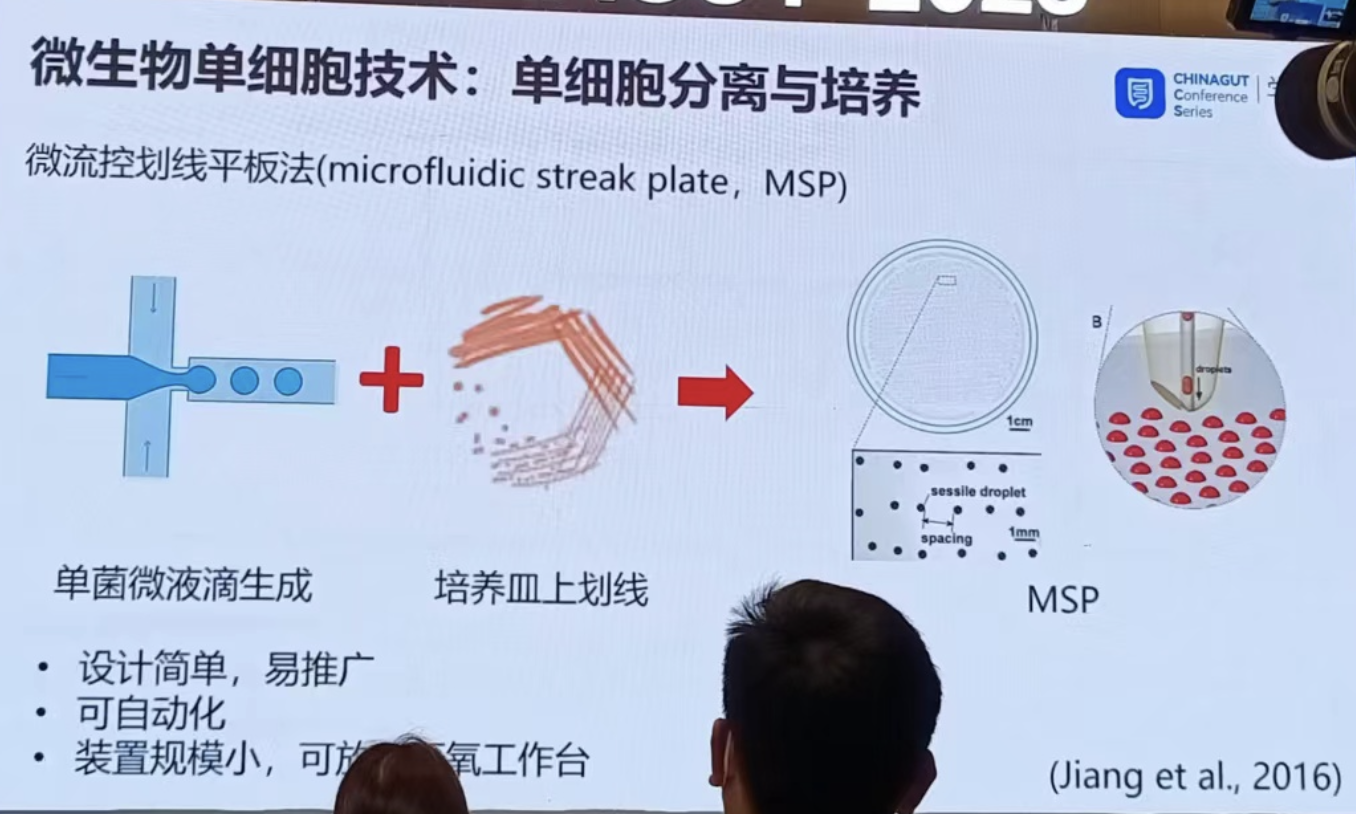 微生物单细胞技术：单细胞分离与培养
CHINAGUT
Conference
Series
微流控划线平板法(microfluidic streak plate，MSP)
B
droplets
1cm
sessile droplet
spacing
1mm
单菌微液滴生成
培养皿上划线
MSP
• 设计简单，易推广
• 可自动化
• 装置规模小，可放 氧工作台
(Jiang et al., 2016)